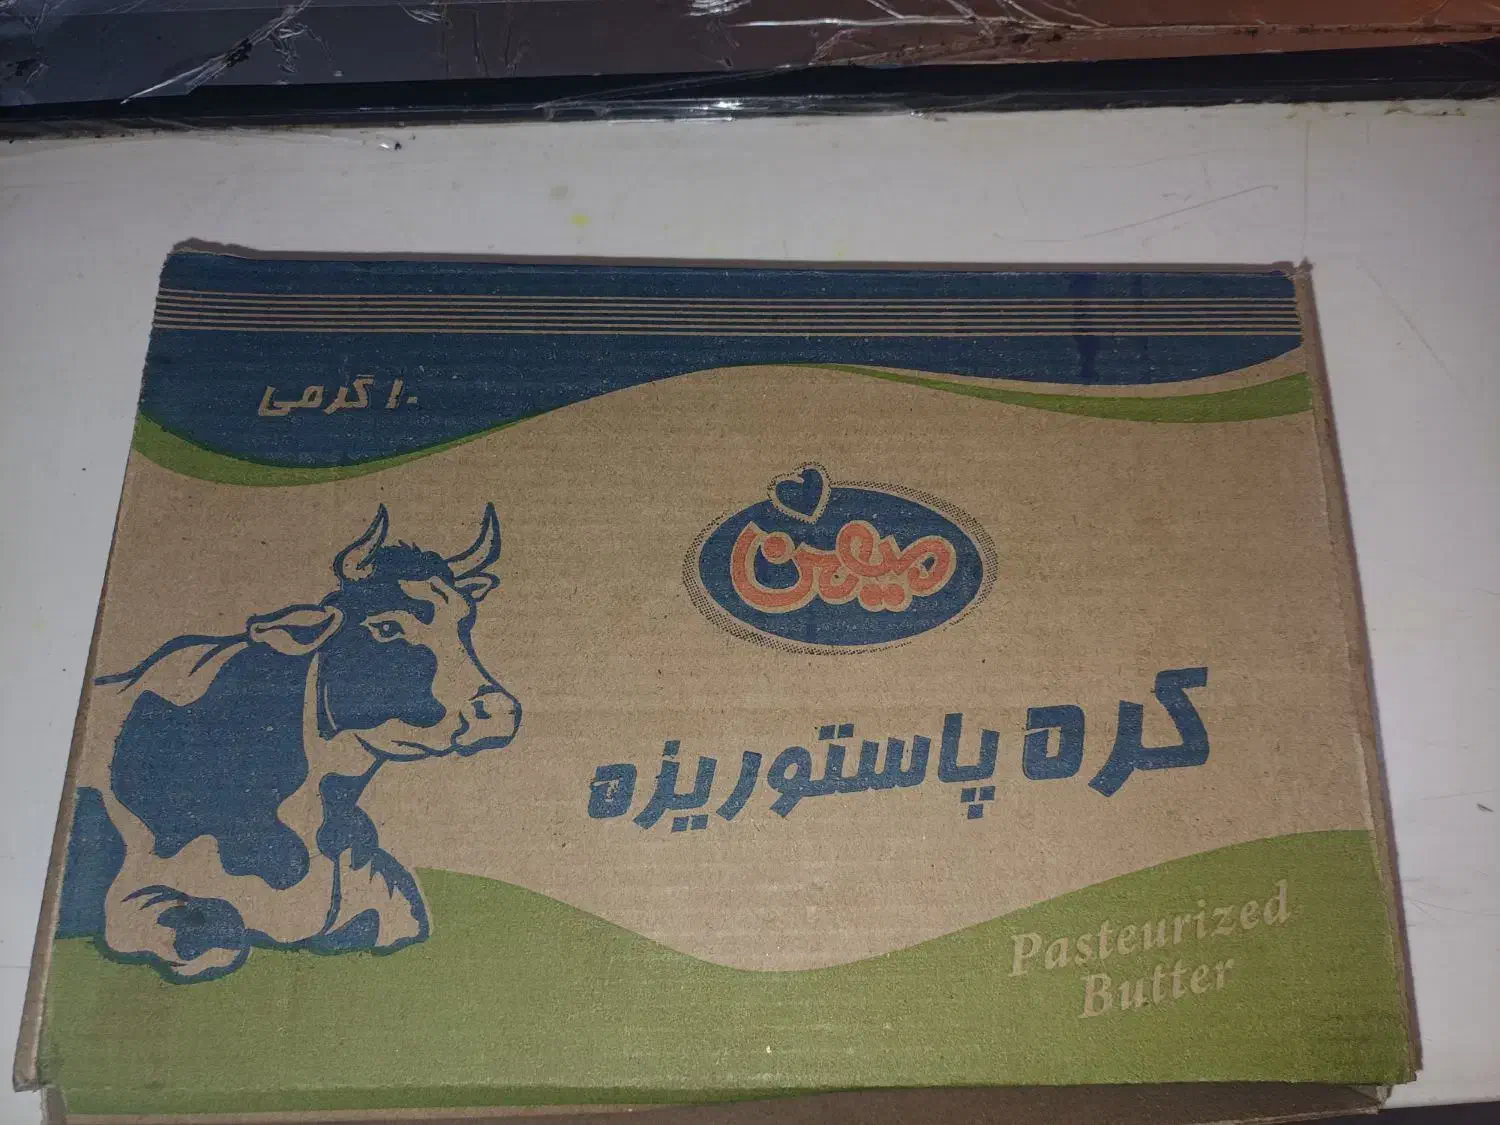 ۱۰ گرمی
میهن
کره پاستوریزه
Pasteurized
Butter